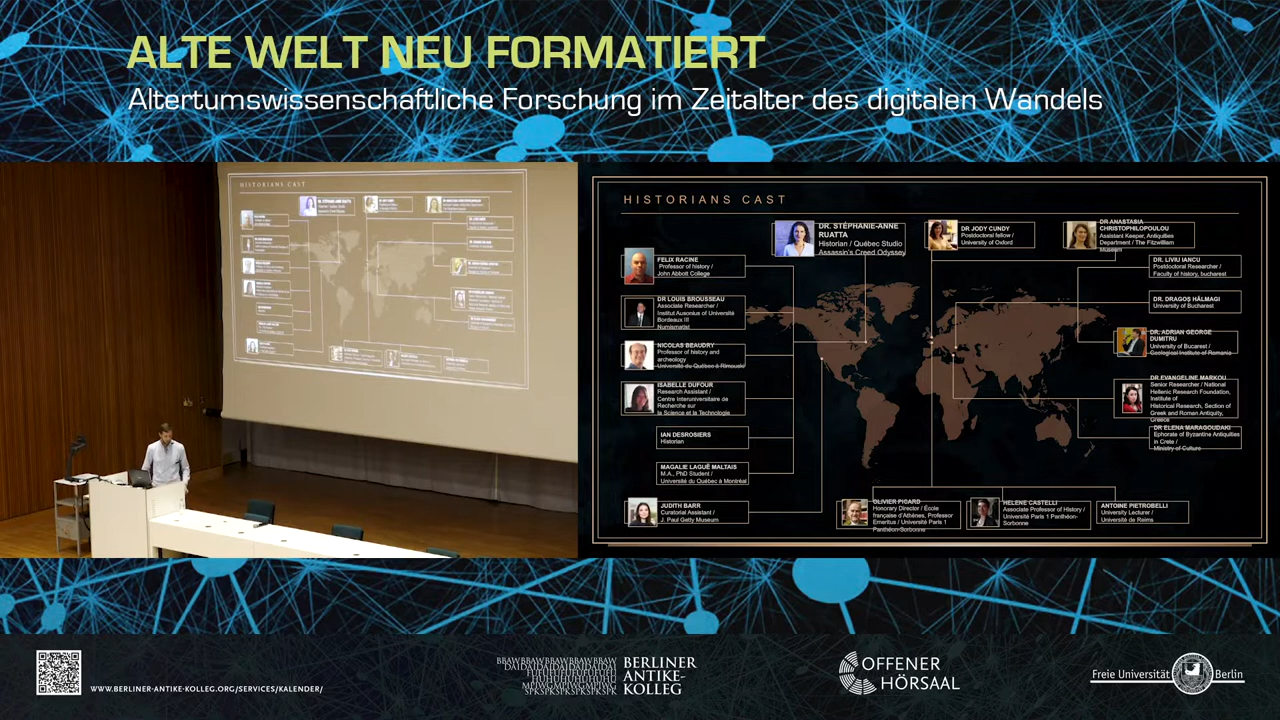 ALTE WELT NEU FORMATIERT
Altertumswissenschaftliche Forschung im Zeitalter des digitalen Wandels
HISTORIANS CAST
HISTORIANS CAST
DR. STÉPHANIE-ANNE
RUATTA
Historian / Québec Studio
Assassin's Creed Odyssey
DR JODY CUNDY
Postdoctoral fellow /
University of Oxford
DR ANASTASIA
CHRISTOPHILOPOULOU
Assistant Keeper, Antiquities
Department / The Fitzwilliam
Museum
FELIX RACINE
Professor of history /
John Abbott College
DR LOUIS BROUSSEAU
Associate Researcher /
Institut Ausonius of Université
Bordeaux III
Numismatist
NICOLAS BEAUDRY
Professor of history and
archeology
Université du Québec à Rimouski
ISABELLE DUFOUR
Research Assistant /
Centre Interuniversitaire de
Recherche sur
la Science et la Technologie
IAN DESROSIERS
Historian
MAGALIE LAGUË MALTAIS
M.A., PhD Student /
Université du Québec à Montréal
JUDITH BARR
Curatorial Assistant /
J. Paul Getty Museum
DR. LIVIU IANCU
Postdoctoral Researcher /
Faculty of history, bucharest
DR. DRAGOȘ HĂLMAGI
University of Bucharest
DR. ADRIAN GEORGE
DUMITRU
University of Bucarest /
Geological Institute of Romania
DR EVANGELINE MARKOU
Senior Researcher / National
Hellenic Research Foundation,
Institute of
Historical Research, Section of
Greek and Roman Antiquity,
Greece
DR ELENA MARAGOUDAKI
Ephorate of Byzantine Antiquities
in Crete /
Ministry of Culture
OLIVIER PICARD
Honorary Director / École
française d'Athènes, Professor
Emeritus / Université Paris 1
Panthéon-Sorbonne
HELENE CASTELLI
Associate Professor of History /
Université Paris 1 Panthéon-
Sorbonne
ANTOINE PIETROBELLI
University Lecturer /
Université de Reims
WWW.BERLINER-ANTIKE-KOLLEG.ORG/SERVICES/KALENDER/
BERLINER
ANTIKE-
KOLLEG
OFFENER
HÖRSAAL
Freie Universität Berlin